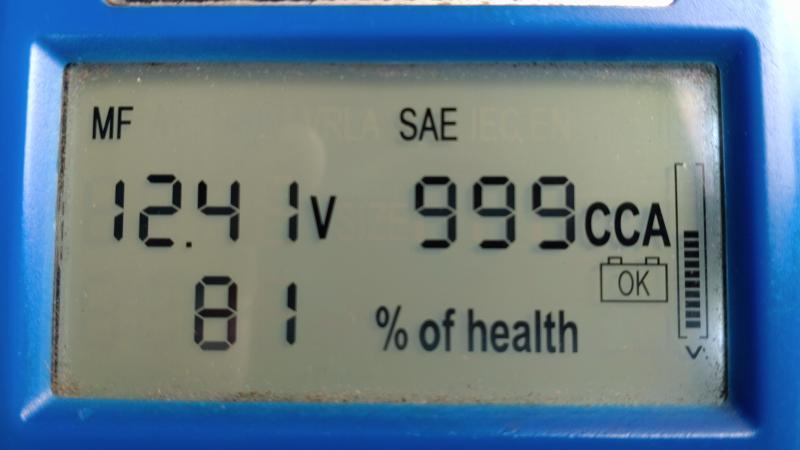 MF SAE
12.41V 999CCA
OK
81 % of health